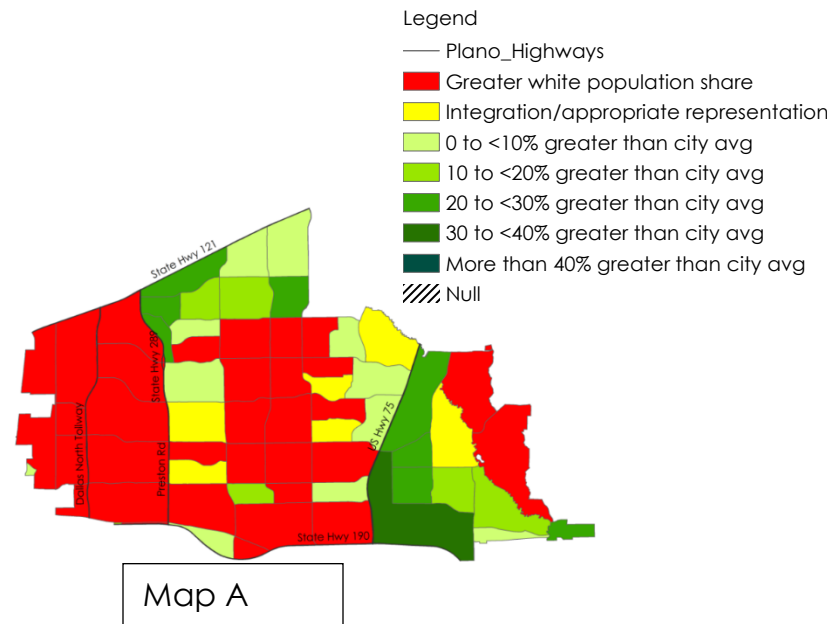 Legend
Plano_Highways
Greater white population share
Integration/appropriate representation
0 to <10% greater than city avg
10 to <20% greater than city avg
20 to <30% greater than city avg
30 to <40% greater than city avg
More than 40% greater than city avg
Null
State Hwy 121
State Hwy 289
US Hwy 75
Dallas North Tollway
Preston Rd
State Hwy 190
Map A